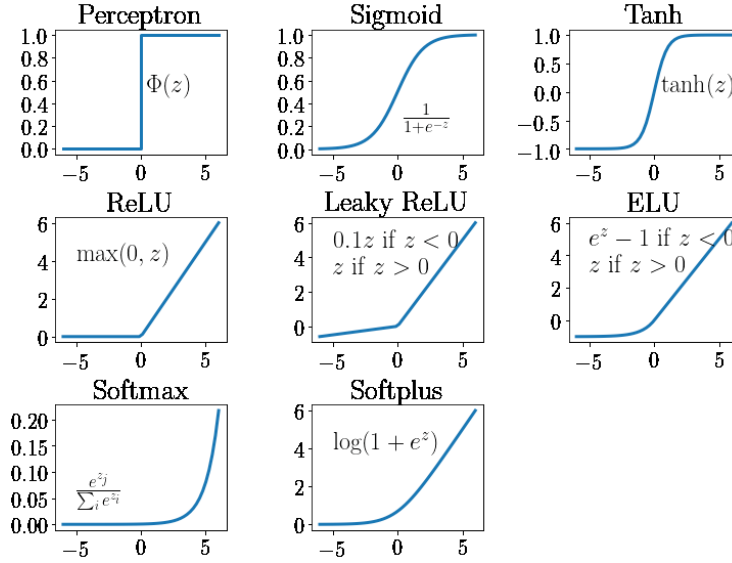 Perceptron
1.0
0.8
0.6
0.4
0.2
0.0
Φ(z)
−5 0 5
Sigmoid
1.0
0.8
0.6
0.4
0.2
0.0
1/(1+e^{−z})
−5 0 5
Tanh
1.0
0.5
0.0
−0.5
−1.0
tanh(z)
−5 0 5
ReLU
6
4
2
0
max(0, z)
−5 0 5
Leaky ReLU
6
4
2
0
0.1z if z < 0
z if z > 0
−5 0 5
ELU
6
4
2
0
e^z − 1 if z < 0
z if z > 0
−5 0 5
Softmax
0.20
0.15
0.10
0.05
0.00
e^{z_j}/∑_i e^{z_i}
−5 0 5
Softplus
6
4
2
0
log(1 + e^z)
−5 0 5